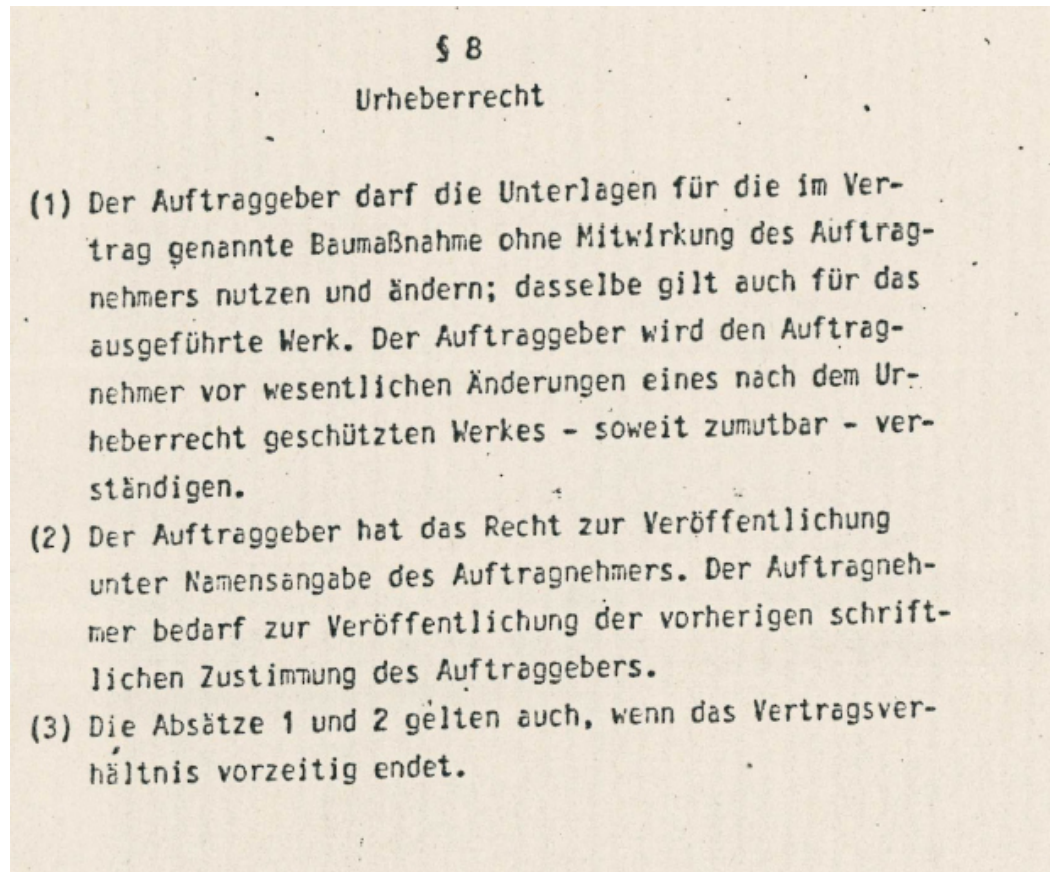 § 8
Urheberrecht
(1) Der Auftraggeber darf die Unterlagen für die im Ver-
trag genannte Baumaßnahme ohne Mitwirkung des Auftrag-
nehmers nutzen und ändern; dasselbe gilt auch für das
ausgeführte Werk. Der Auftraggeber wird den Auftrag-
nehmer vor wesentlichen Änderungen eines nach dem Ur-
heberrecht geschützten Werkes - soweit zumutbar - ver-
ständigen.
(2) Der Auftraggeber hat das Recht zur Veröffentlichung
unter Namensangabe des Auftragnehmers. Der Auftragneh-
mer bedarf zur Veröffentlichung der vorherigen schrift-
lichen Zustimmung des Auftraggebers.
(3) Die Absätze 1 und 2 gelten auch, wenn das Vertragsver-
hältnis vorzeitig endet.